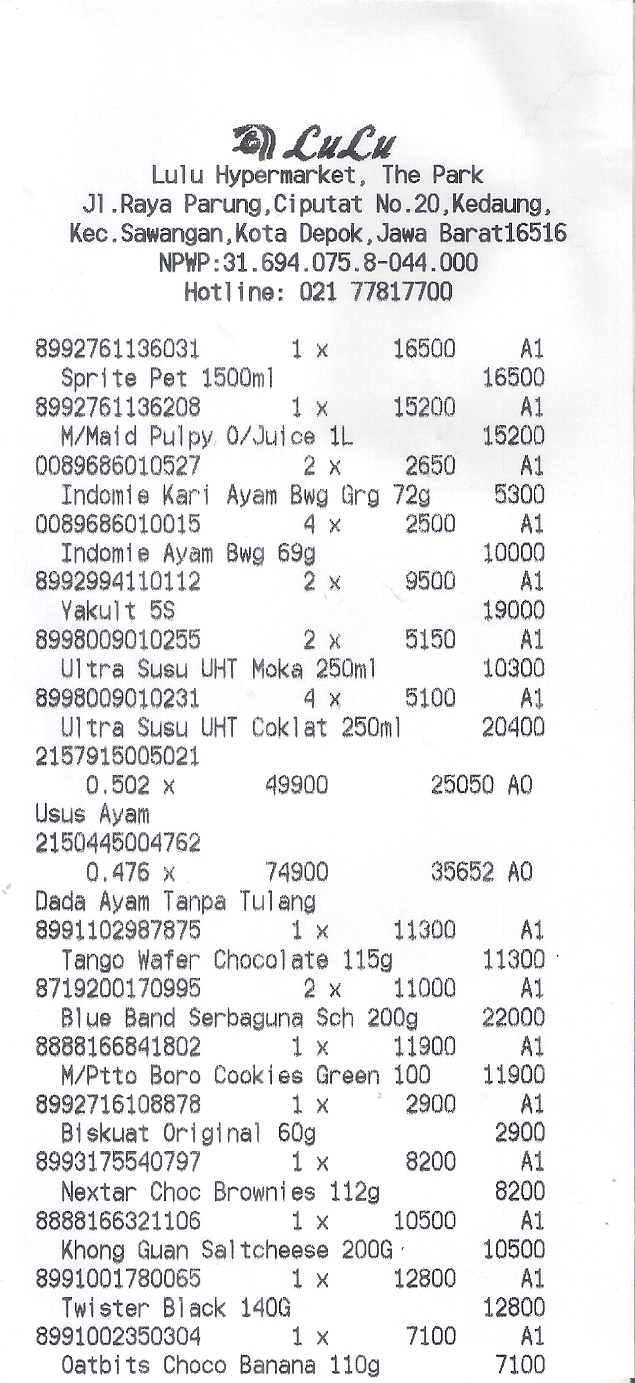 LuLu
Lulu Hypermarket, The Park
Jl.Raya Parung,Ciputat No.20,Kedaung,
Kec.Sawangan,Kota Depok,Jawa Barat16516
NPWP:31.694.075.8-044.000
Hotline: 021 77817700
8992761136031 1 x 16500 A1
Sprite Pet 1500ml 16500
8992761136208 1 x 15200 A1
M/Maid Pulpy O/Juice 1L 15200
0089686010527 2 x 2650 A1
Indomie Kari Ayam Bwg Grg 72g 5300
0089686010015 4 x 2500 A1
Indomie Ayam Bwg 69g 10000
8992994110112 2 x 9500 A1
Yakult 5S 19000
8998009010255 2 x 5150 A1
Ultra Susu UHT Moka 250ml 10300
8998009010231 4 x 5100 A1
Ultra Susu UHT Coklat 250ml 20400
2157915005021
0.502 x 49900 25050 A0
Usus Ayam
2150445004762
0.476 x 74900 35652 A0
Dada Ayam Tanpa Tulang
8991102987875 1 x 11300 A1
Tango Wafer Chocolate 115g 11300
8719200170995 2 x 11000 A1
Blue Band Serbaguna Sch 200g 22000
8888166841802 1 x 11900 A1
M/Ptto Boro Cookies Green 100 11900
8992716108878 1 x 2900 A1
Biskuat Original 60g 2900
8993175540797 1 x 8200 A1
Nextar Choc Brownies 112g 8200
8888166321106 1 x 10500 A1
Khong Guan Saltcheese 200G 10500
8991001780065 1 x 12800 A1
Twister Black 140G 12800
8991002350304 1 x 7100 A1
Oatbits Choco Banana 110g 7100